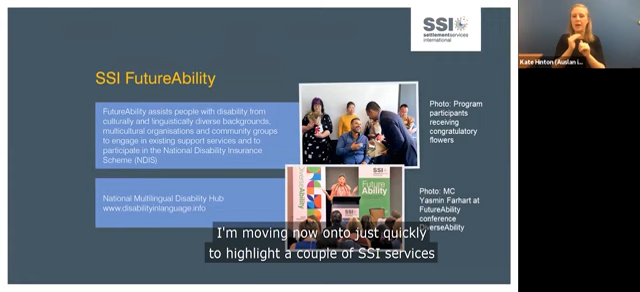 SSI
settlement services
international
Kate Hinton (Auslan i...
SSI FutureAbility
FutureAbility assists people with disability from
culturally and linguistically diverse backgrounds,
multicultural organisations and community groups
to engage in existing support services and to
participate in the National Disability Insurance
Scheme (NDIS)
Photo: Program
participants
receiving
congratulatory
flowers
National Multilingual Disability Hub
www.disabilityinlanguage.info
DiverseAbility
Future
Ability
SSI
Photo: MC
Yasmin Farhart at
FutureAbility
conference
DiverseAbility
I'm moving now onto just quickly
to highlight a couple of SSI services